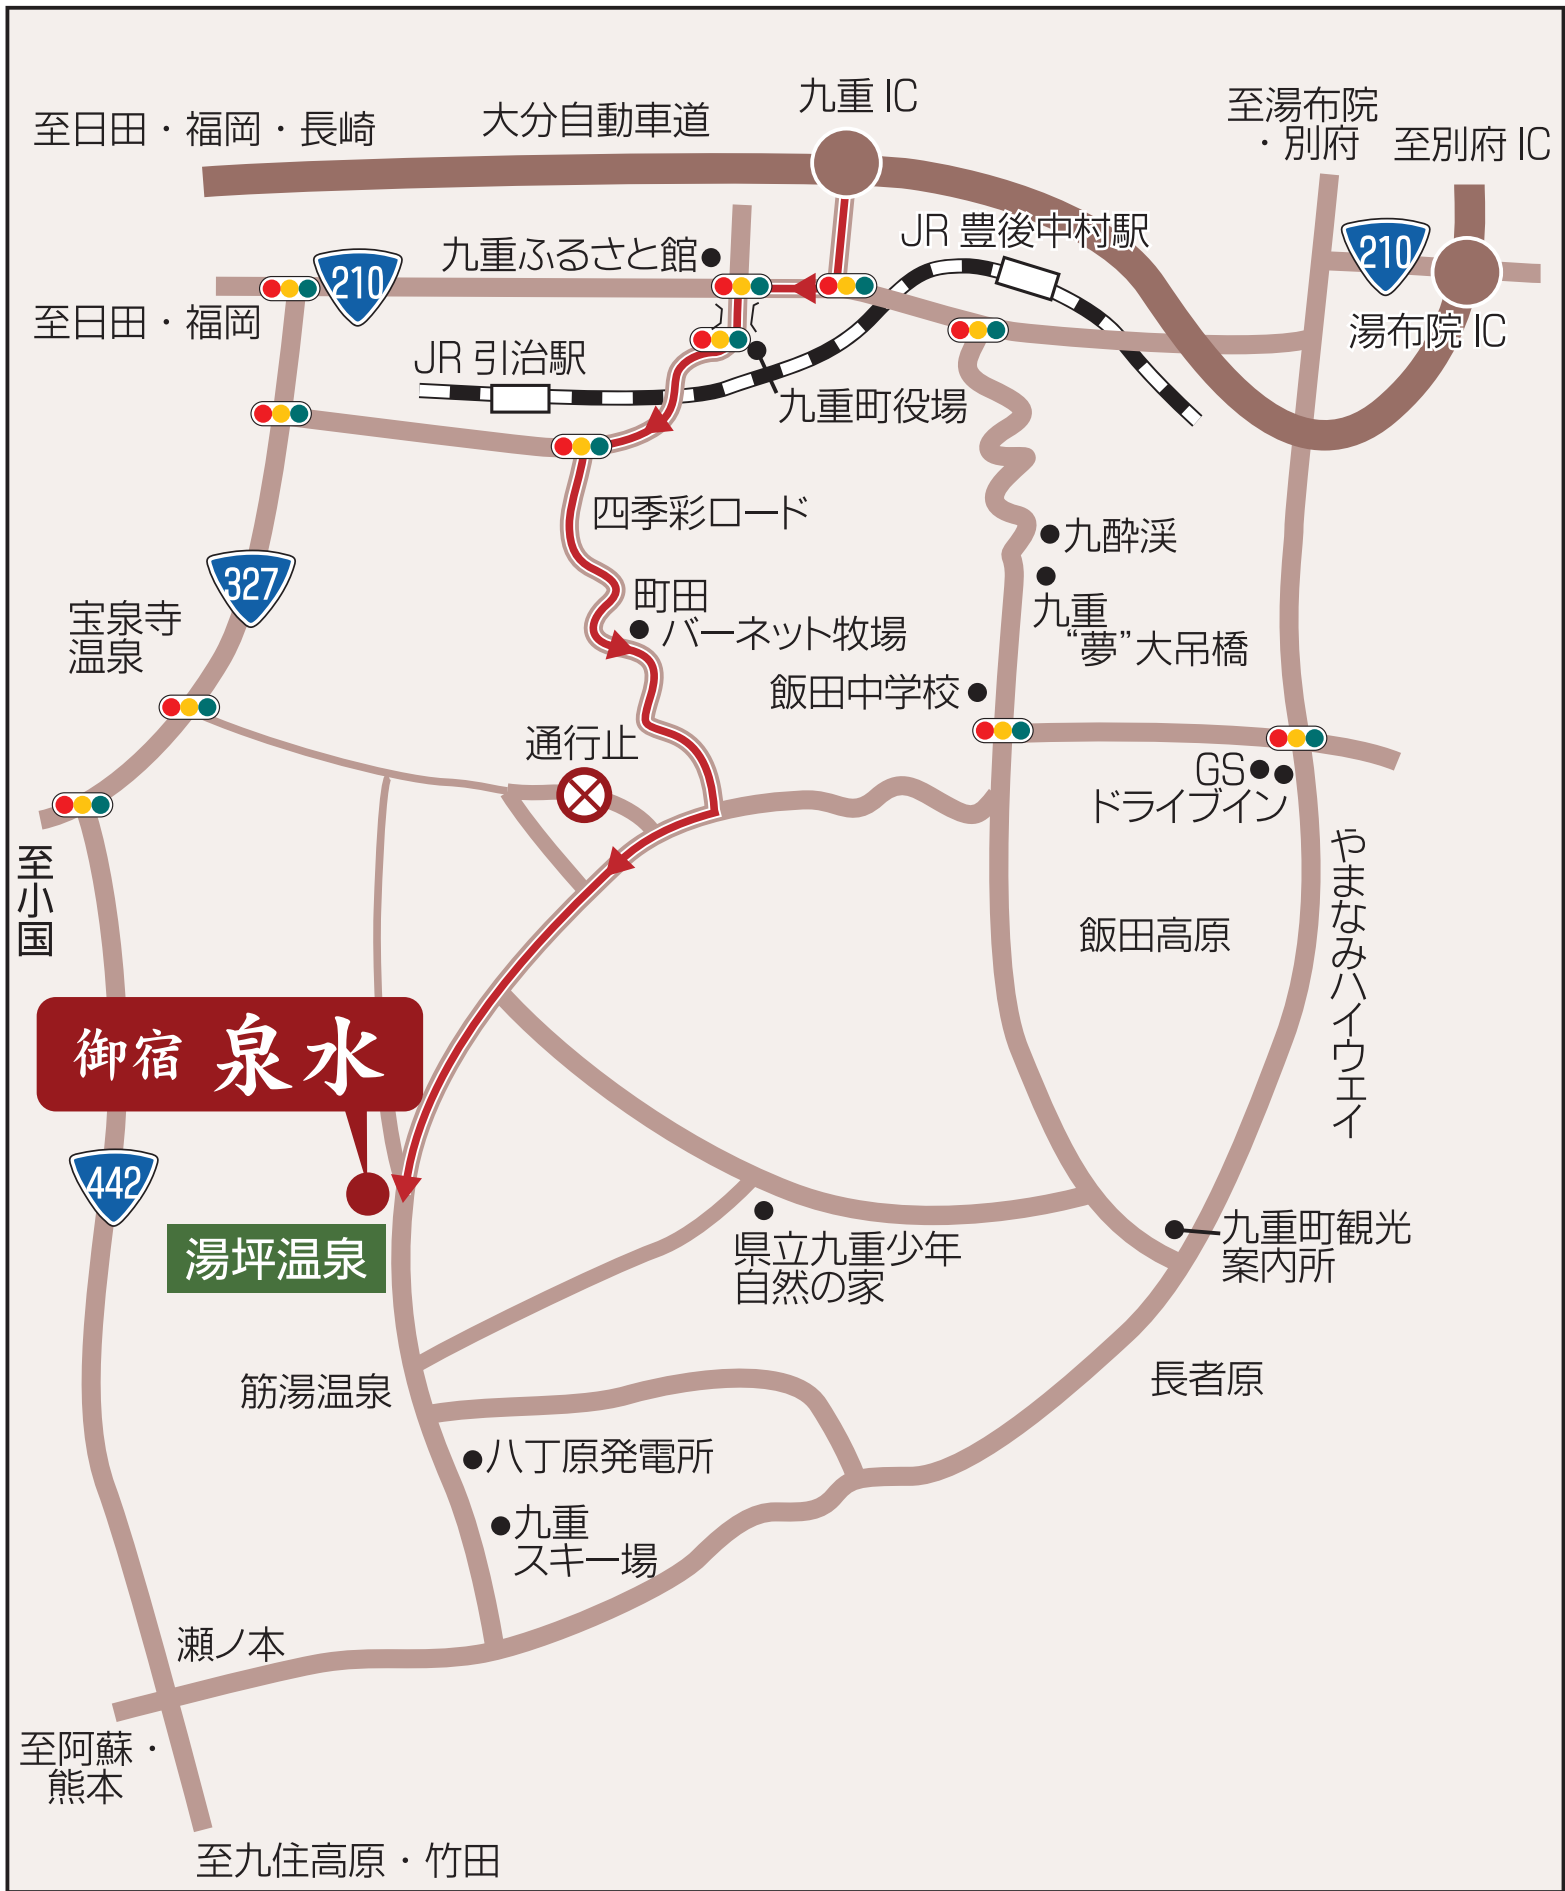 九重 IC
至湯布院
・別府
至別府 IC
至日田・福岡・長崎
大分自動車道
JR 豊後中村駅
九重ふるさと館
210
210
至日田・福岡
湯布院 IC
JR 引治駅
九重町役場
四季彩ロード
九酔渓
327
町田
バーネット牧場
九重
“夢”大吊橋
宝泉寺
温泉
飯田中学校
通行止
GS
ドライブイン
やまなみハイウェイ
至小国
飯田高原
御宿 泉水
442
湯坪温泉
県立九重少年
自然の家
九重町観光
案内所
筋湯温泉
長者原
八丁原発電所
九重
スキー場
瀬ノ本
至阿蘇・
熊本
至九住高原・竹田